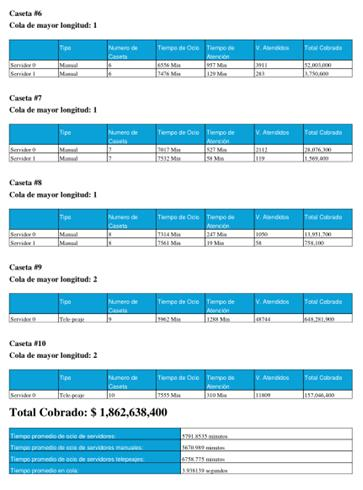 Caseta #6
Cola de mayor longitud: 1
Tipo Numero de Caseta Tiempo de Ocio Tiempo de Atención V. Atendidos Total Cobrado
Servidor 0 Manual 6 6556 Min 957 Min 3911 52,003,000
Servidor 1 Manual 6 7476 Min 129 Min 283 3,750,600
Caseta #7
Cola de mayor longitud: 1
Tipo Numero de Caseta Tiempo de Ocio Tiempo de Atención V. Atendidos Total Cobrado
Servidor 0 Manual 7 7017 Min 527 Min 2112 28,076,300
Servidor 1 Manual 7 7532 Min 58 Min 119 1,569,400
Caseta #8
Cola de mayor longitud: 1
Tipo Numero de Caseta Tiempo de Ocio Tiempo de Atención V. Atendidos Total Cobrado
Servidor 0 Manual 8 7314 Min 247 Min 1050 13,951,700
Servidor 1 Manual 8 7561 Min 19 Min 58 758,100
Caseta #9
Cola de mayor longitud: 2
Tipo Numero de Caseta Tiempo de Ocio Tiempo de Atención V. Atendidos Total Cobrado
Servidor 0 Tele-peaje 9 5962 Min 1288 Min 48744 648,281,900
Caseta #10
Cola de mayor longitud: 2
Tipo Numero de Caseta Tiempo de Ocio Tiempo de Atención V. Atendidos Total Cobrado
Servidor 0 Tele-peaje 10 7555 Min 310 Min 11809 157,046,400
Total Cobrado: $ 1,862,638,400
Tiempo promedio de ocio de servidores: 5791.8535 minutos
Tiempo promedio de ocio de servidores manuales: 5670.989 minutos
Tiempo promedio de ocio de servidores telepeajes: 6758.775 minutos
Tiempo promedio en cola: 3.938139 segundos